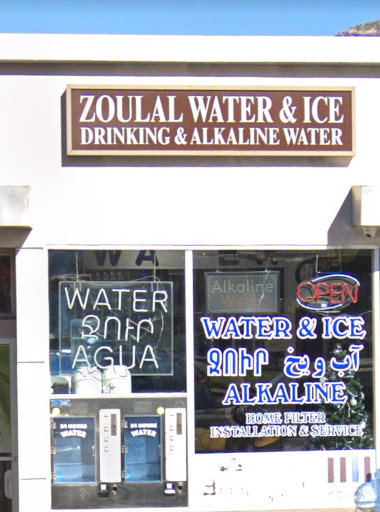 ZOULAL WATER & ICE
DRINKING & ALKALINE WATER
WATER
ՋՈՒՐ
AGUA
Alkaline
Water
OPEN
WATER & ICE
ՋՈՒՐ آب و یخ
ALKALINE
HOME FILTER
INSTALLATION & SERVICE
24 HOURS
WATER
24 HOURS
WATER